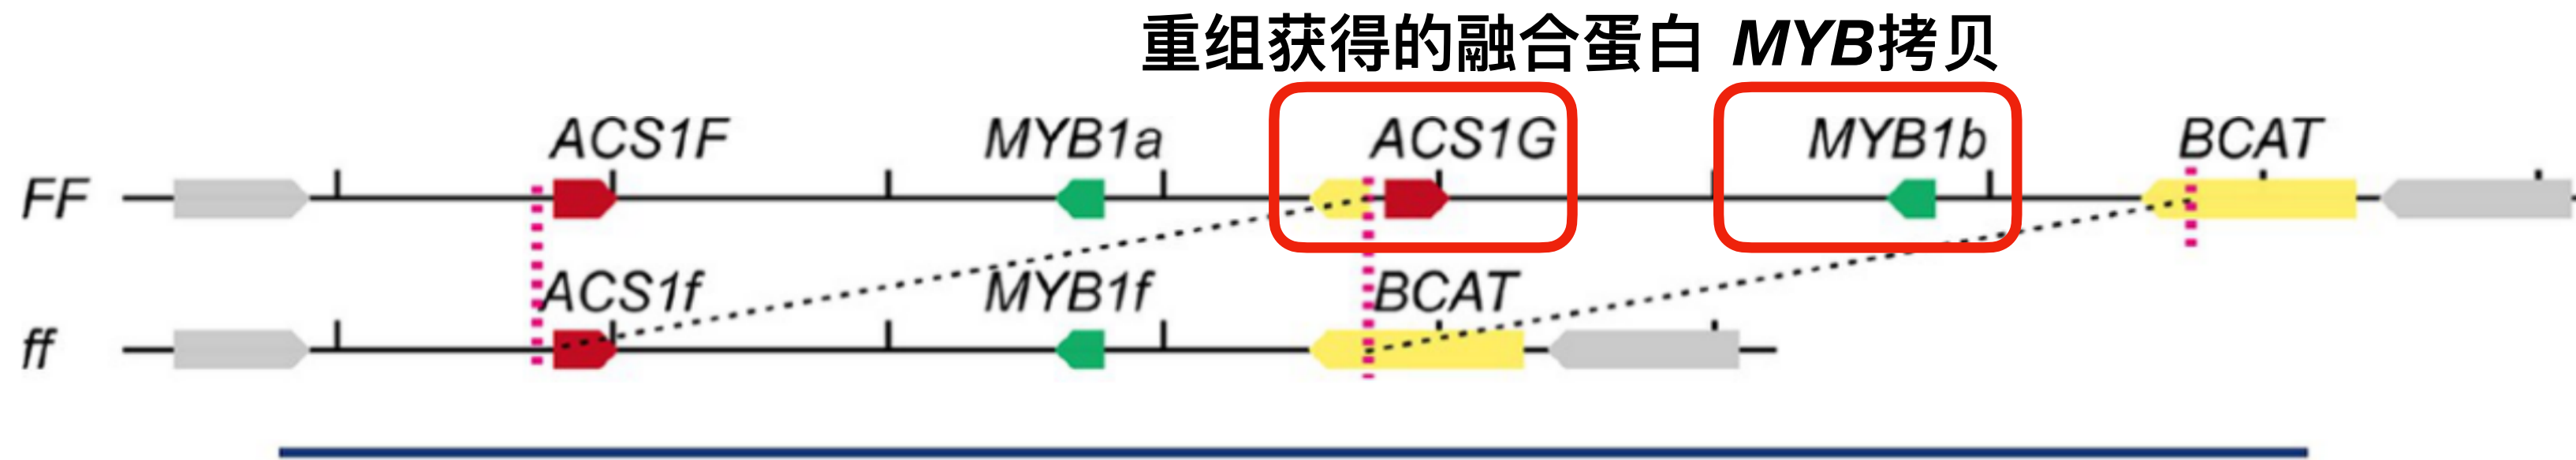 重组获得的融合蛋白 MYB拷贝
ACS1F MYB1a ACS1G MYB1b BCAT
FF
ACS1f MYB1f BCAT
ff